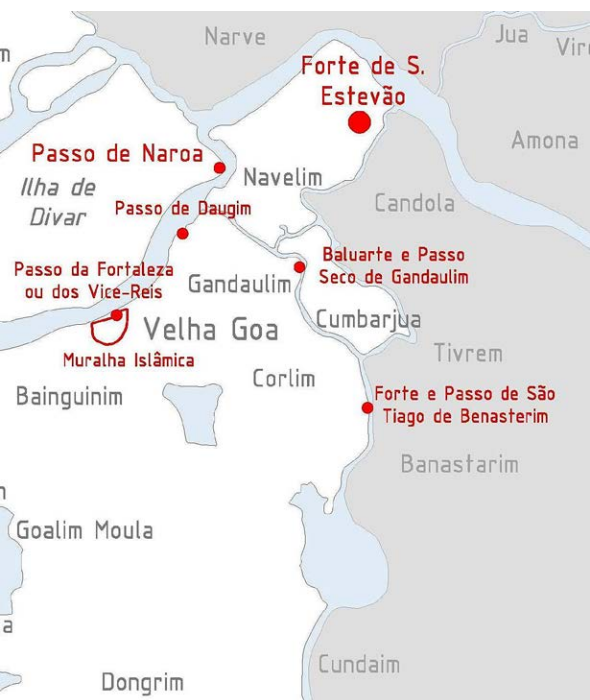 Narve
Jua
Forte de S.
Estevão
Amona
Passo de Naroa
Navelim
Ilha de
Divar
Candola
Passo de Daugim
Baluarte e Passo
Seco de Gandaulim
Passo da Fortaleza
ou dos Vice-Reis
Gandaulim
Cumbarjua
Velha Goa
Muralha Islâmica
Tivrem
Corlim
Bainguinim
Forte e Passo de São
Tiago de Benasterim
Banastarim
Goalim Moula
Cundaim
Dongrim